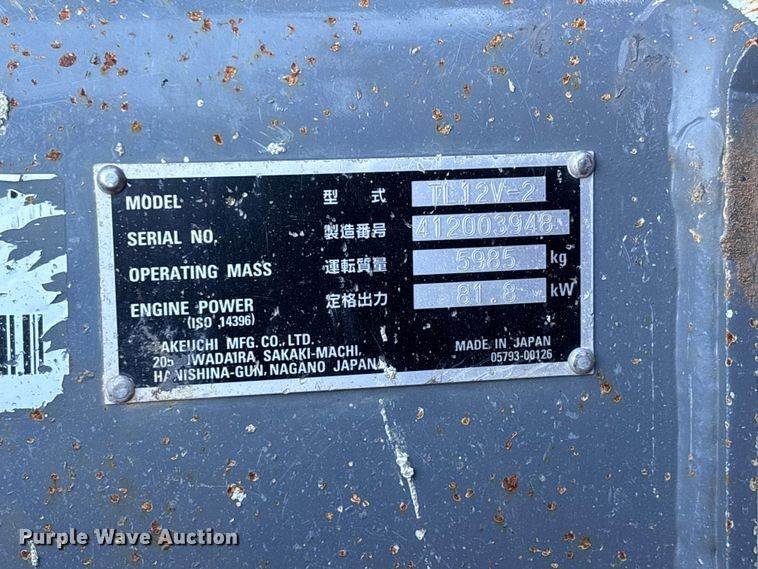 MODEL 型式 TL12V-2
SERIAL NO. 製造番号 412003948
OPERATING MASS 運転質量 5985 kg
ENGINE POWER 定格出力 81.8 kW
(ISO 14396)
AKEUCHI MFG.CO.,LTD. MADE IN JAPAN
205 IWADAIRA, SAKAKI-MACHI, 05793-00126
HANISHINA-GUN, NAGANO JAPAN
Purple Wave Auction